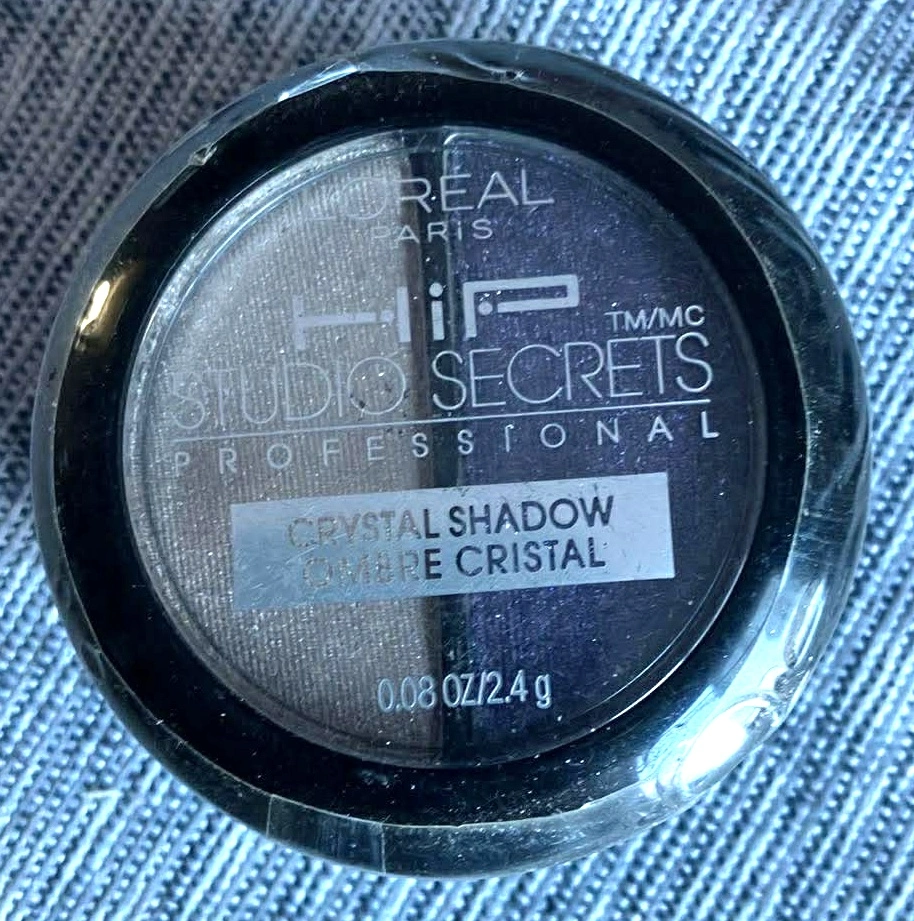 L'ORÉAL
PARIS
HiP
TM/MC
STUDIO SECRETS
PROFESSIONAL
CRYSTAL SHADOW
OMBRE CRISTAL
0.08 OZ/2.4 g